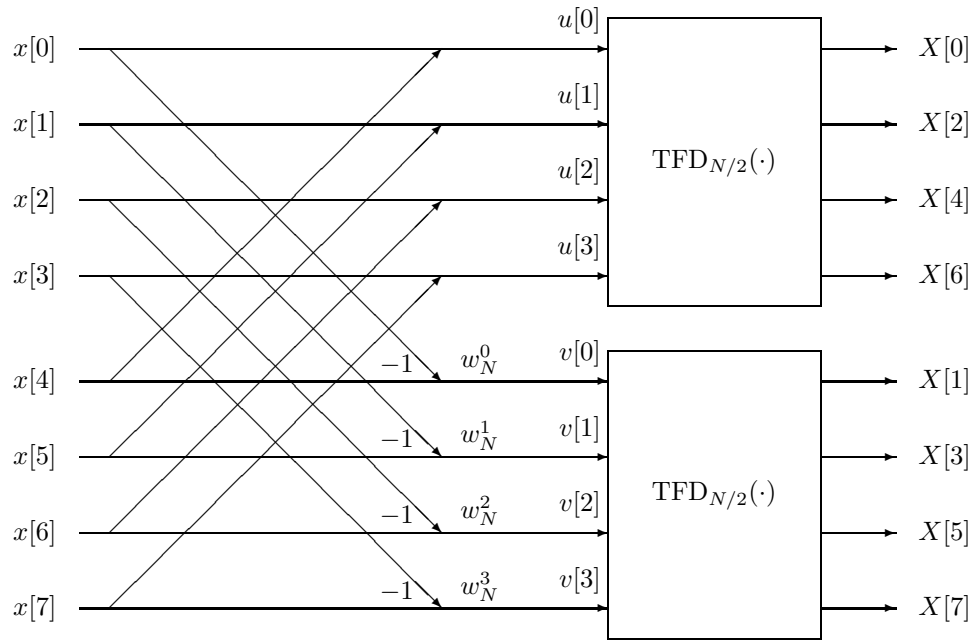 u[0]
x[0] X[0]
u[1]
x[1] X[2]
TFD_{N/2}(·)
u[2]
x[2] X[4]
u[3]
x[3] X[6]
−1 w_N^0 v[0]
x[4] X[1]
−1 w_N^1 v[1]
x[5] X[3]
TFD_{N/2}(·)
−1 w_N^2 v[2]
x[6] X[5]
−1 w_N^3 v[3]
x[7] X[7]